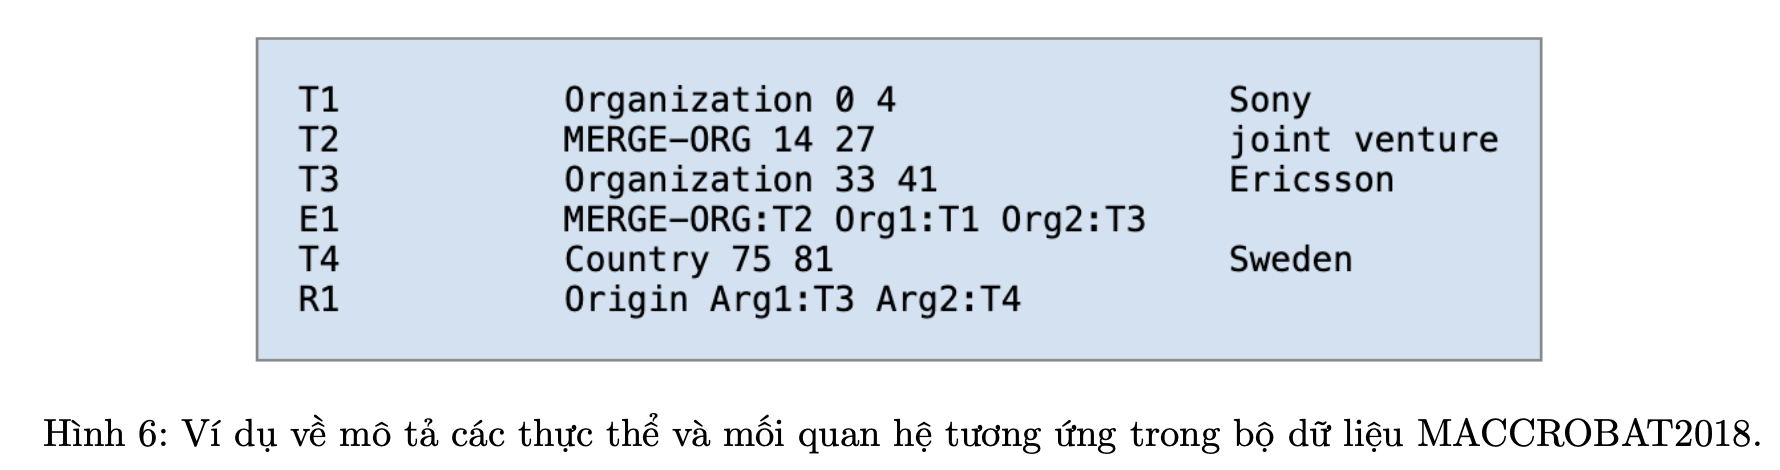 T1 Organization 0 4 Sony
T2 MERGE-ORG 14 27 joint venture
T3 Organization 33 41 Ericsson
E1 MERGE-ORG:T2 Org1:T1 Org2:T3
T4 Country 75 81 Sweden
R1 Origin Arg1:T3 Arg2:T4
Hình 6: Ví dụ về mô tả các thực thể và mối quan hệ tương ứng trong bộ dữ liệu MACCROBAT2018.